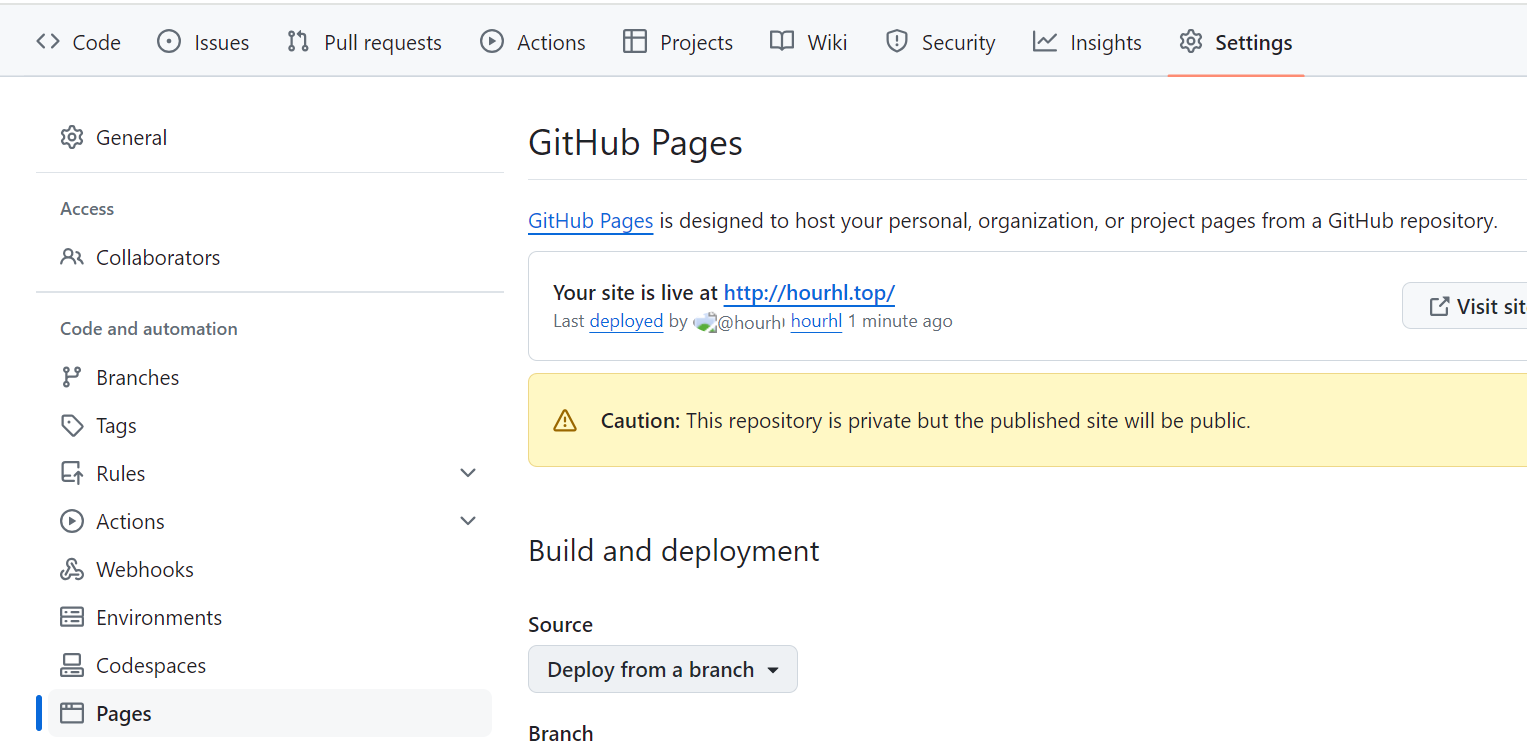 Code Issues Pull requests Actions Projects Wiki Security Insights Settings
General
Access
Collaborators
Code and automation
Branches
Tags
Rules
Actions
Webhooks
Environments
Codespaces
Pages
GitHub Pages
GitHub Pages is designed to host your personal, organization, or project pages from a GitHub repository.
Your site is live at http://hourhl.top/
Last deployed by @hourhl hourhl 1 minute ago
Visit sit
Caution: This repository is private but the published site will be public.
Build and deployment
Source
Deploy from a branch
Branch